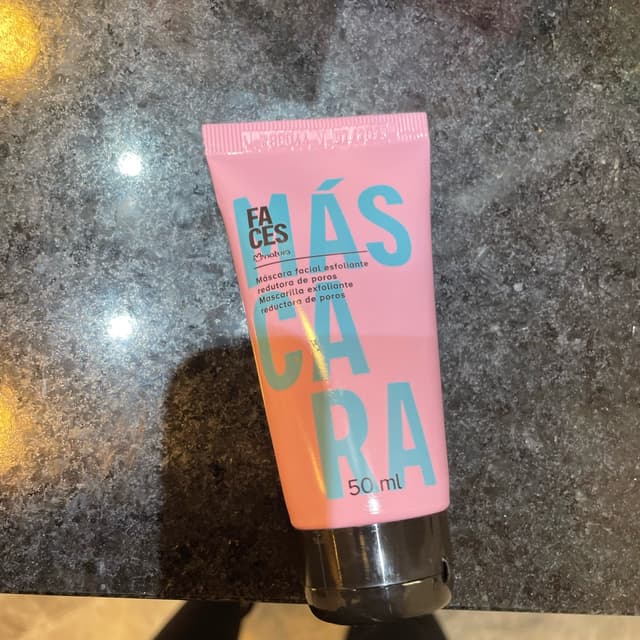 MÁS
CA
RA
FA
CES
natura
Máscara facial esfoliante
redutora de poros
Mascarilla exfoliante
reductora de poros
50 ml